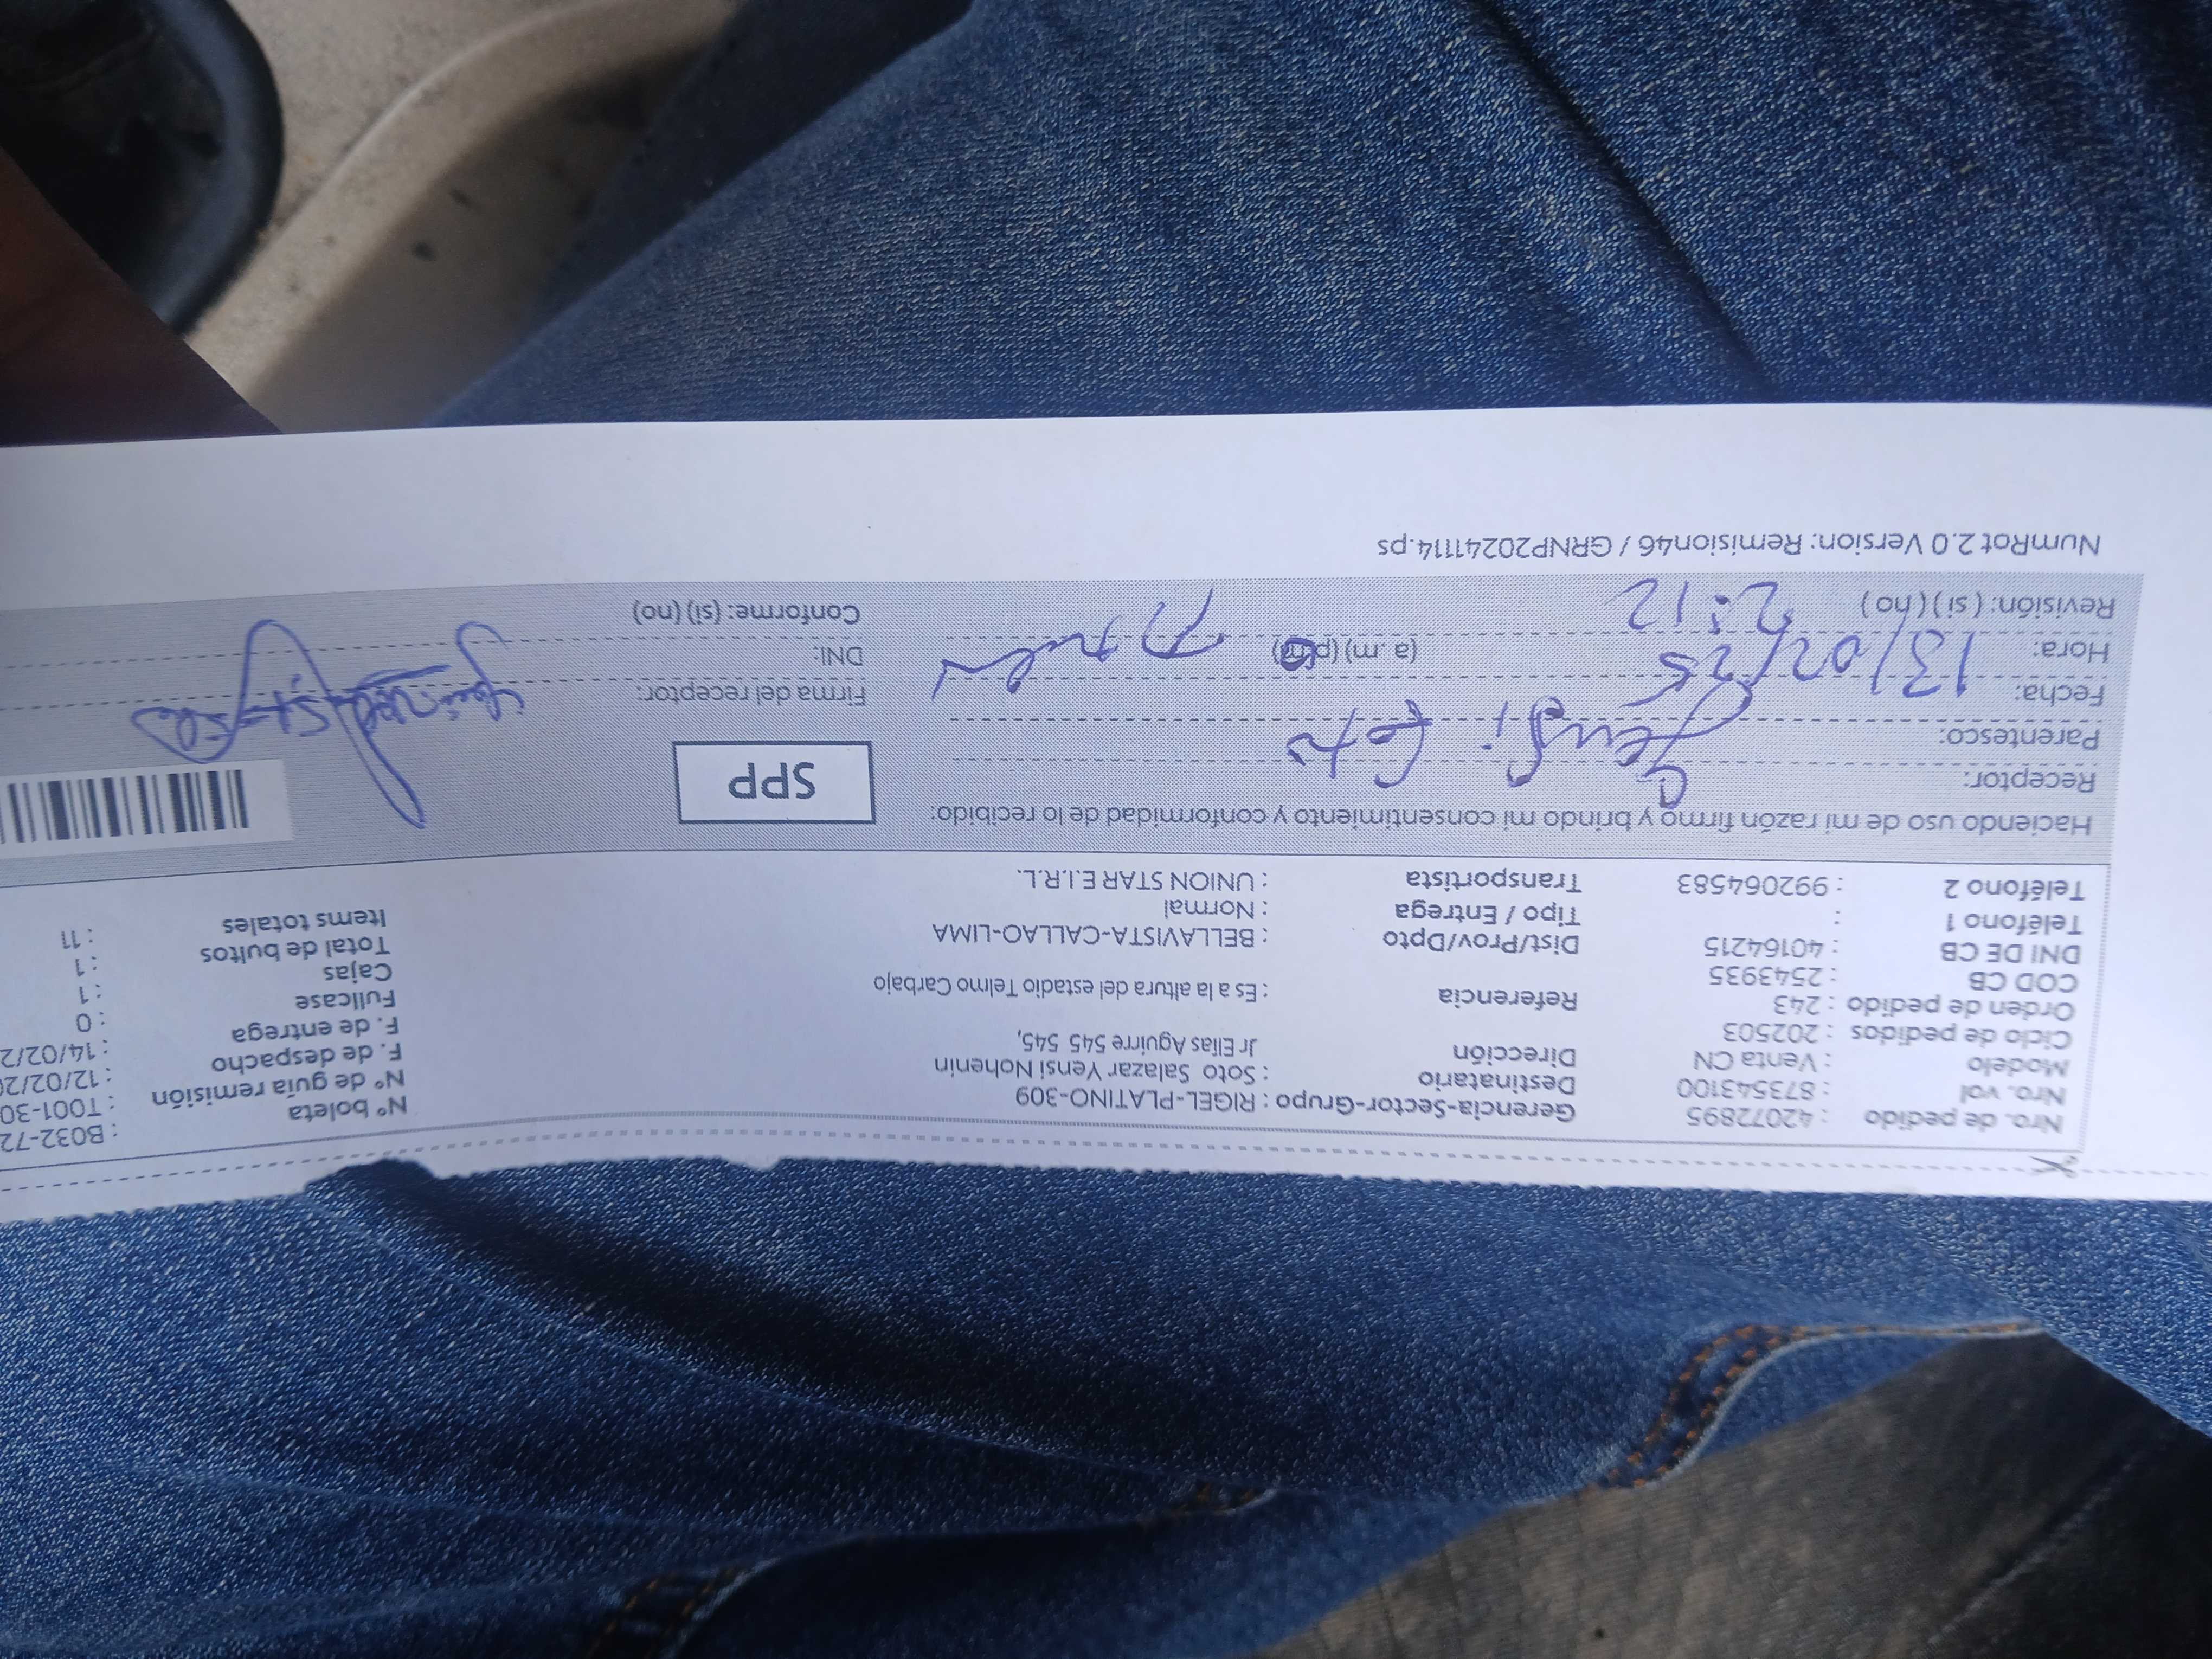 Nro. de pedido : 42072895 Gerencia-Sector-Grupo : RIGEL-PLATINO-309 Nº boleta : B032-72
Nro. vol : 873543100 Destinatario : Soto Salazar Yensi Nohenin Nº de guía remisión : T001-30
Modelo : Venta CN Dirección Jr Elias Aguirre 545 545, F. de despacho : 12/02/20
Ciclo de pedidos : 202503 F. de entrega : 14/02/2
Orden de pedido : 243 Referencia : Es a la altura del estadio Telmo Carbajo Fullcase : 0
COD CB : 2543935 Cajas : 1
DNI DE CB : 40164215 Dist/Prov/Dpto : BELLAVISTA-CALLAO-LIMA Total de bultos : 1
Teléfono 1 : Tipo / Entrega : Normal Items totales : 11
Teléfono 2 : 992064583 Transportista : UNION STAR E.I.R.L.
Haciendo uso de mi razón firmo y brindo mi consentimiento y conformidad de lo recibido:
SPP
Receptor: Yensi Soto
Parentesco:
Fecha: 13/02/25 Firma del receptor:
Hora: 2:12 (a.m) (pm) DNI:
Revisión: (si) (no) Conforme: (si) (no)
NumRot 2.0 Version: Remision46 / GRNP20241114.ps